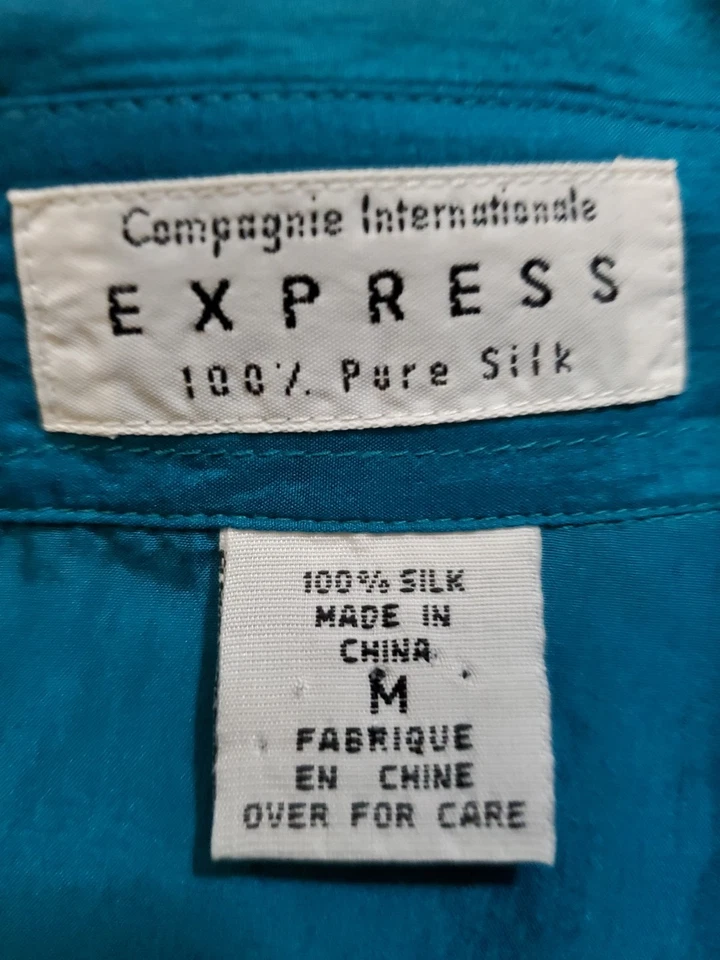 Compagnie Internationale
EXPRESS
100% Pure Silk
100% SILK
MADE IN
CHINA
M
FABRIQUE
EN CHINE
OVER FOR CARE